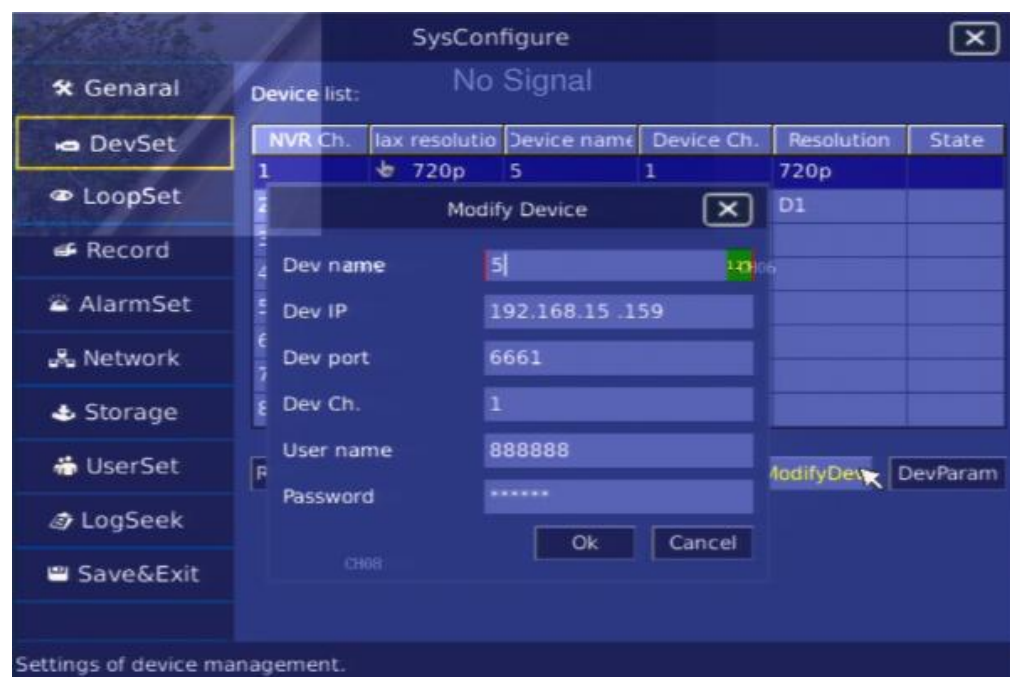 SysConfigure
No Signal
Genaral
DevSet
LoopSet
Record
AlarmSet
Network
Storage
UserSet
LogSeek
Save&Exit
Device list:
NVR Ch. Max resolutio Device name Device Ch. Resolution State
1 720p 5 1 720p
D1
Modify Device
Dev name 5
Dev IP 192.168.15 .159
Dev port 6661
Dev Ch. 1
User name 888888
Password ******
Ok Cancel
ModifyDev DevParam
CH08
Settings of device management.